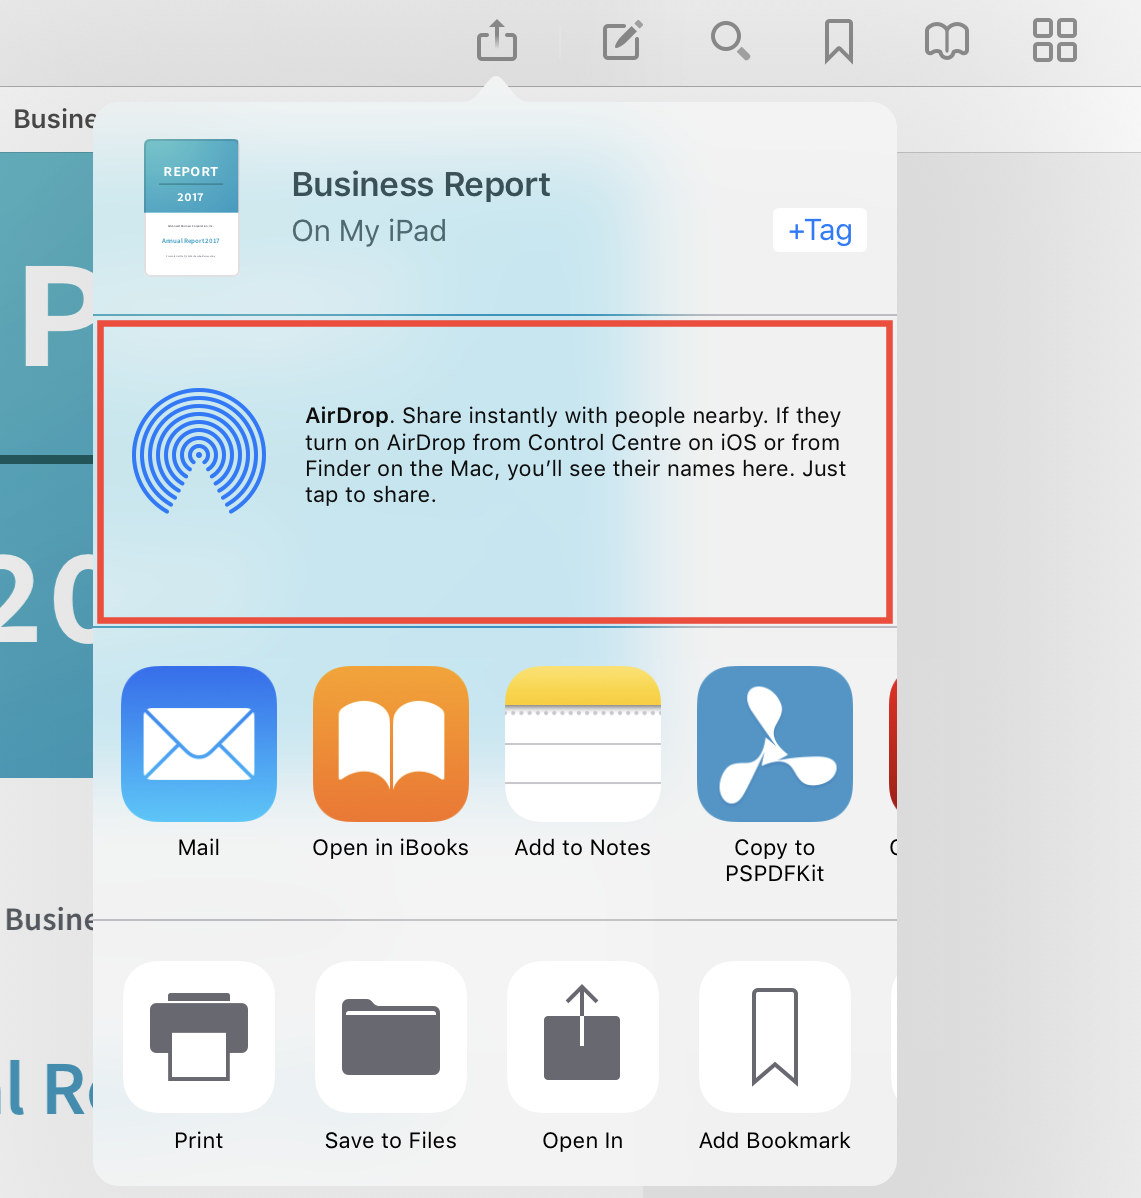 Busine
REPORT
2017
Annual Report 2017
Business Report
On My iPad
+Tag
P
AirDrop. Share instantly with people nearby. If they
turn on AirDrop from Control Centre on iOS or from
Finder on the Mac, you’ll see their names here. Just
tap to share.
20
Mail
Open in iBooks
Add to Notes
Copy to
PSPDFKit
Busine
Print
Save to Files
Open In
Add Bookmark
al Re